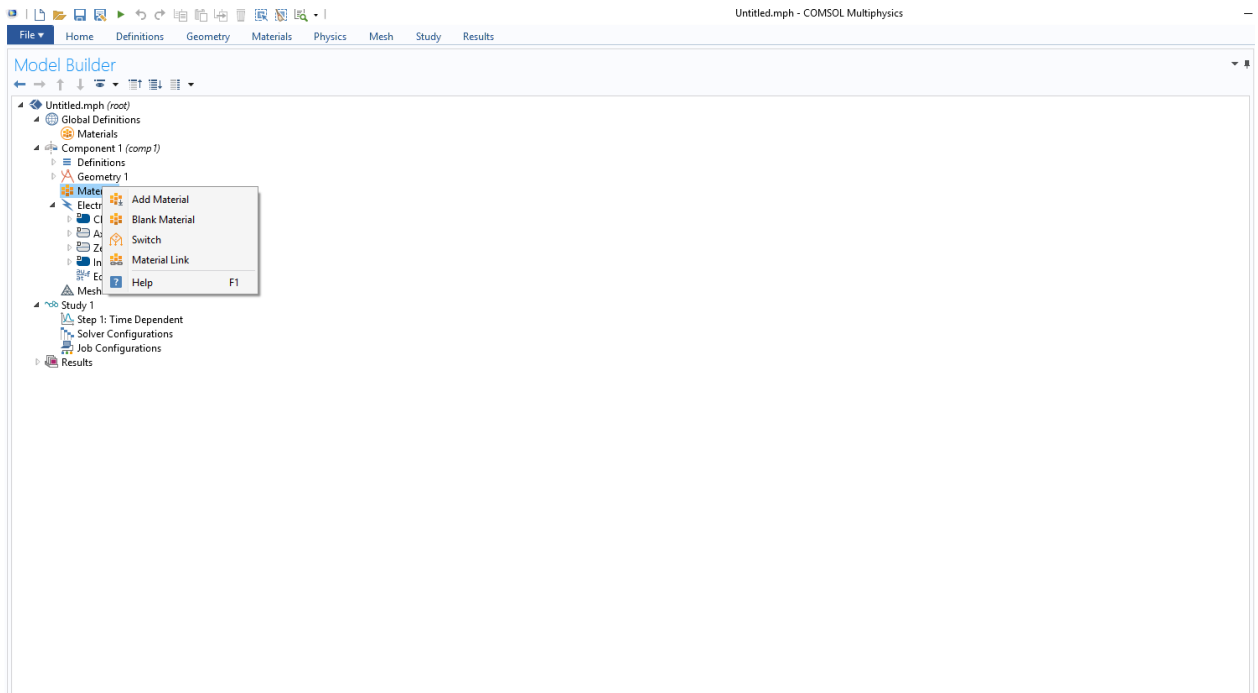 Untitled.mph - COMSOL Multiphysics
File Home Definitions Geometry Materials Physics Mesh Study Results
Model Builder
Untitled.mph (root)
Global Definitions
Materials
Component 1 (comp1)
Definitions
Geometry 1
Add Material
Blank Material
Switch
Material Link
Help F1
Mesh
Study 1
Step 1: Time Dependent
Solver Configurations
Job Configurations
Results